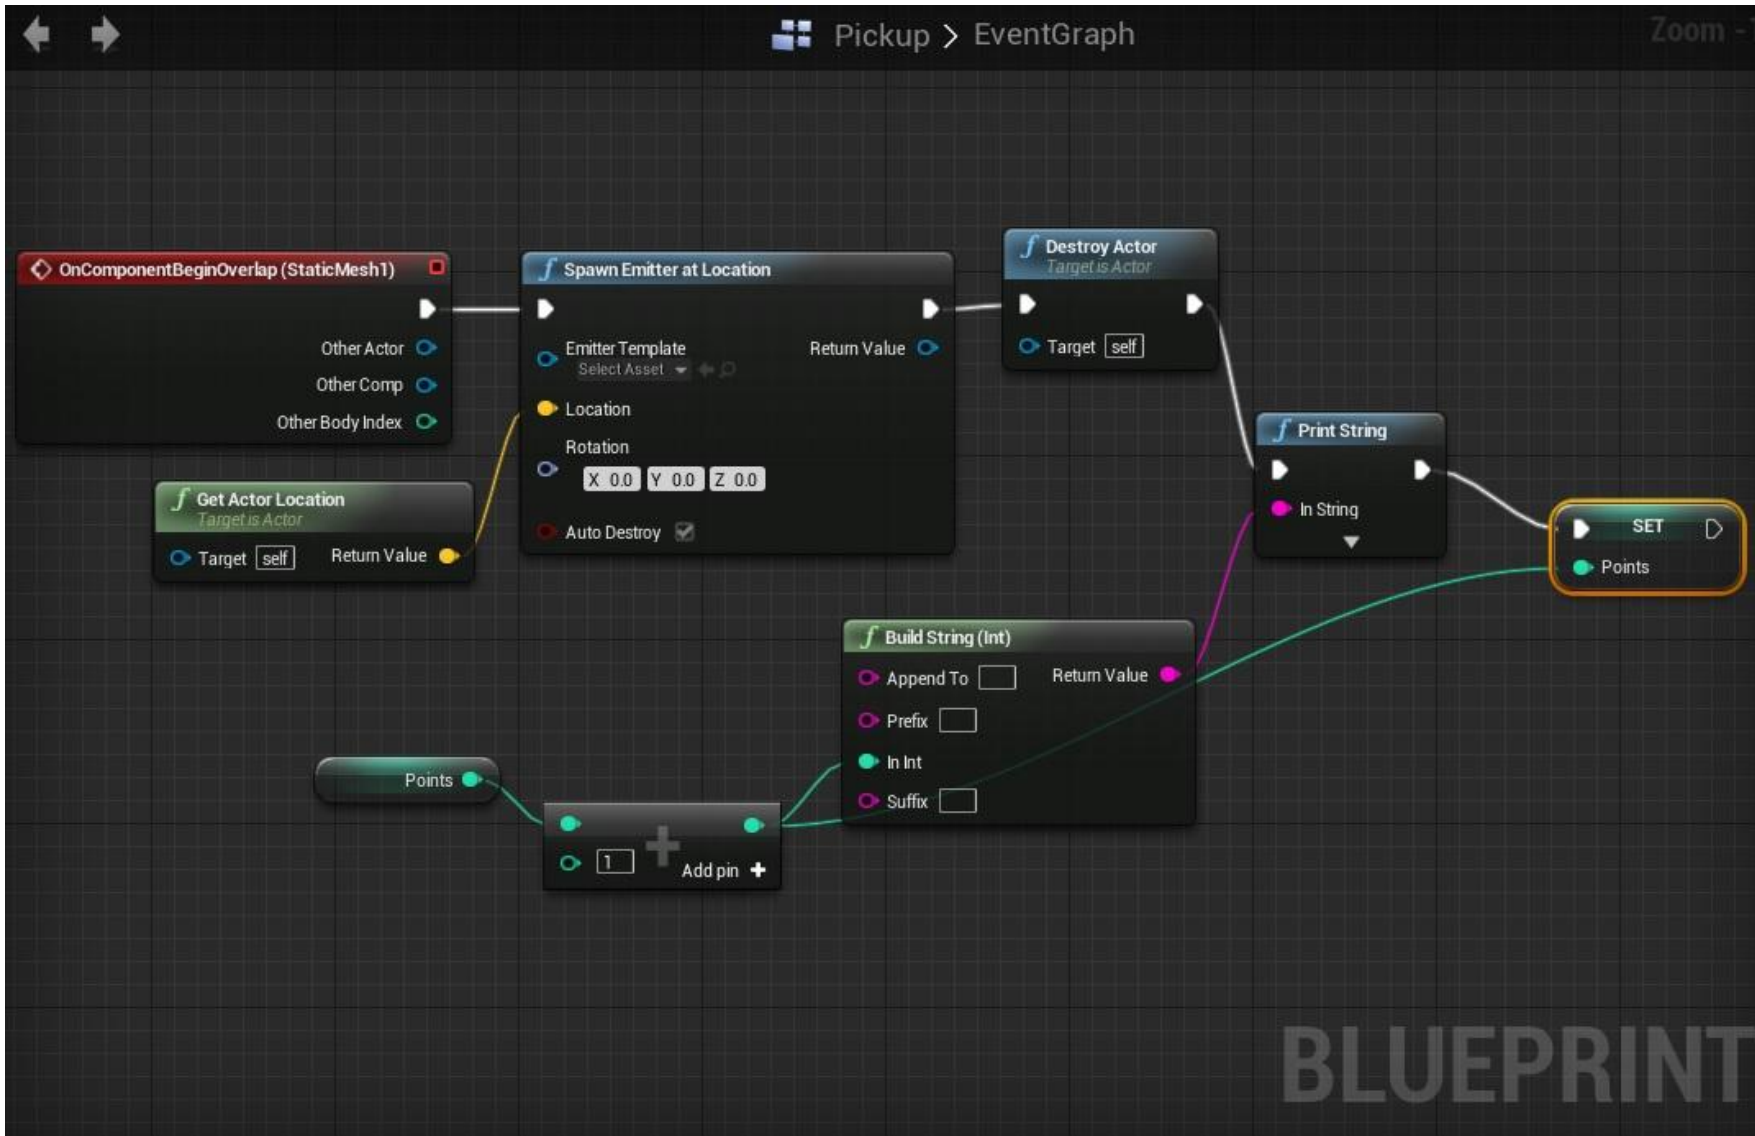 Pickup > EventGraph
Zoom -
OnComponentBeginOverlap (StaticMesh1)
Other Actor
Other Comp
Other Body Index
f Get Actor Location
Target is Actor
Target self Return Value
f Spawn Emitter at Location
Emitter Template
Select Asset
Return Value
Location
Rotation
X 0.0 Y 0.0 Z 0.0
Auto Destroy
f Destroy Actor
Target is Actor
Target self
f Print String
In String
SET
Points
f Build String (Int)
Append To Return Value
Prefix
In Int
Suffix
Points
1
+
Add pin +
BLUEPRINT